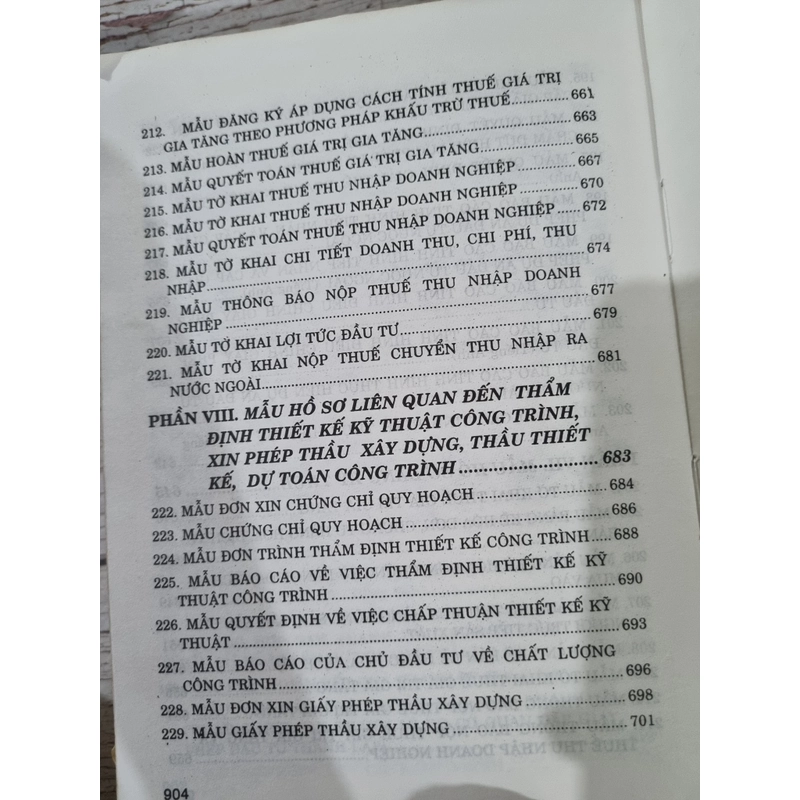 212. MẪU ĐĂNG KÝ ÁP DỤNG CÁCH TÍNH THUẾ GIÁ TRỊ
GIA TĂNG THEO PHƯƠNG PHÁP KHẤU TRỪ THUẾ................661
213. MẪU HOÀN THUẾ GIÁ TRỊ GIA TĂNG................663
214. MẪU QUYẾT TOÁN THUẾ GIÁ TRỊ GIA TĂNG................665
215. MẪU TỜ KHAI THUẾ THU NHẬP DOANH NGHIỆP................667
216. MẪU TỜ KHAI THUẾ THU NHẬP DOANH NGHIỆP................670
217. MẪU QUYẾT TOÁN THUẾ THU NHẬP DOANH NGHIỆP......672
218. MẪU TỜ KHAI CHI TIẾT DOANH THU, CHI PHÍ, THU
NHẬP................674
219. MẪU THÔNG BÁO NỘP THUẾ THU NHẬP DOANH
NGHIỆP................677
220. MẪU TỜ KHAI LỢI TỨC ĐẦU TƯ................679
221. MẪU TỜ KHAI NỘP THUẾ CHUYỂN THU NHẬP RA
NƯỚC NGOÀI................681
PHẦN VIII. MẪU HỒ SƠ LIÊN QUAN ĐẾN THẨM
ĐỊNH THIẾT KẾ KỸ THUẬT CÔNG TRÌNH,
XIN PHÉP THẦU XÂY DỰNG, THẦU THIẾT
KẾ, DỰ TOÁN CÔNG TRÌNH................683
222. MẪU ĐƠN XIN CHỨNG CHỈ QUY HOẠCH................684
223. MẪU CHỨNG CHỈ QUY HOẠCH................686
224. MẪU ĐƠN TRÌNH THẨM ĐỊNH THIẾT KẾ CÔNG TRÌNH.....688
225. MẪU BÁO CÁO VỀ VIỆC THẨM ĐỊNH THIẾT KẾ KỸ
THUẬT CÔNG TRÌNH................690
226. MẪU QUYẾT ĐỊNH VỀ VIỆC CHẤP THUẬN THIẾT KẾ KỸ
THUẬT................693
227. MẪU BÁO CÁO CỦA CHỦ ĐẦU TƯ VỀ CHẤT LƯỢNG
CÔNG TRÌNH................696
228. MẪU ĐƠN XIN GIẤY PHÉP THẦU XÂY DỰNG................698
229. MẪU GIẤY PHÉP THẦU XÂY DỰNG................701
904